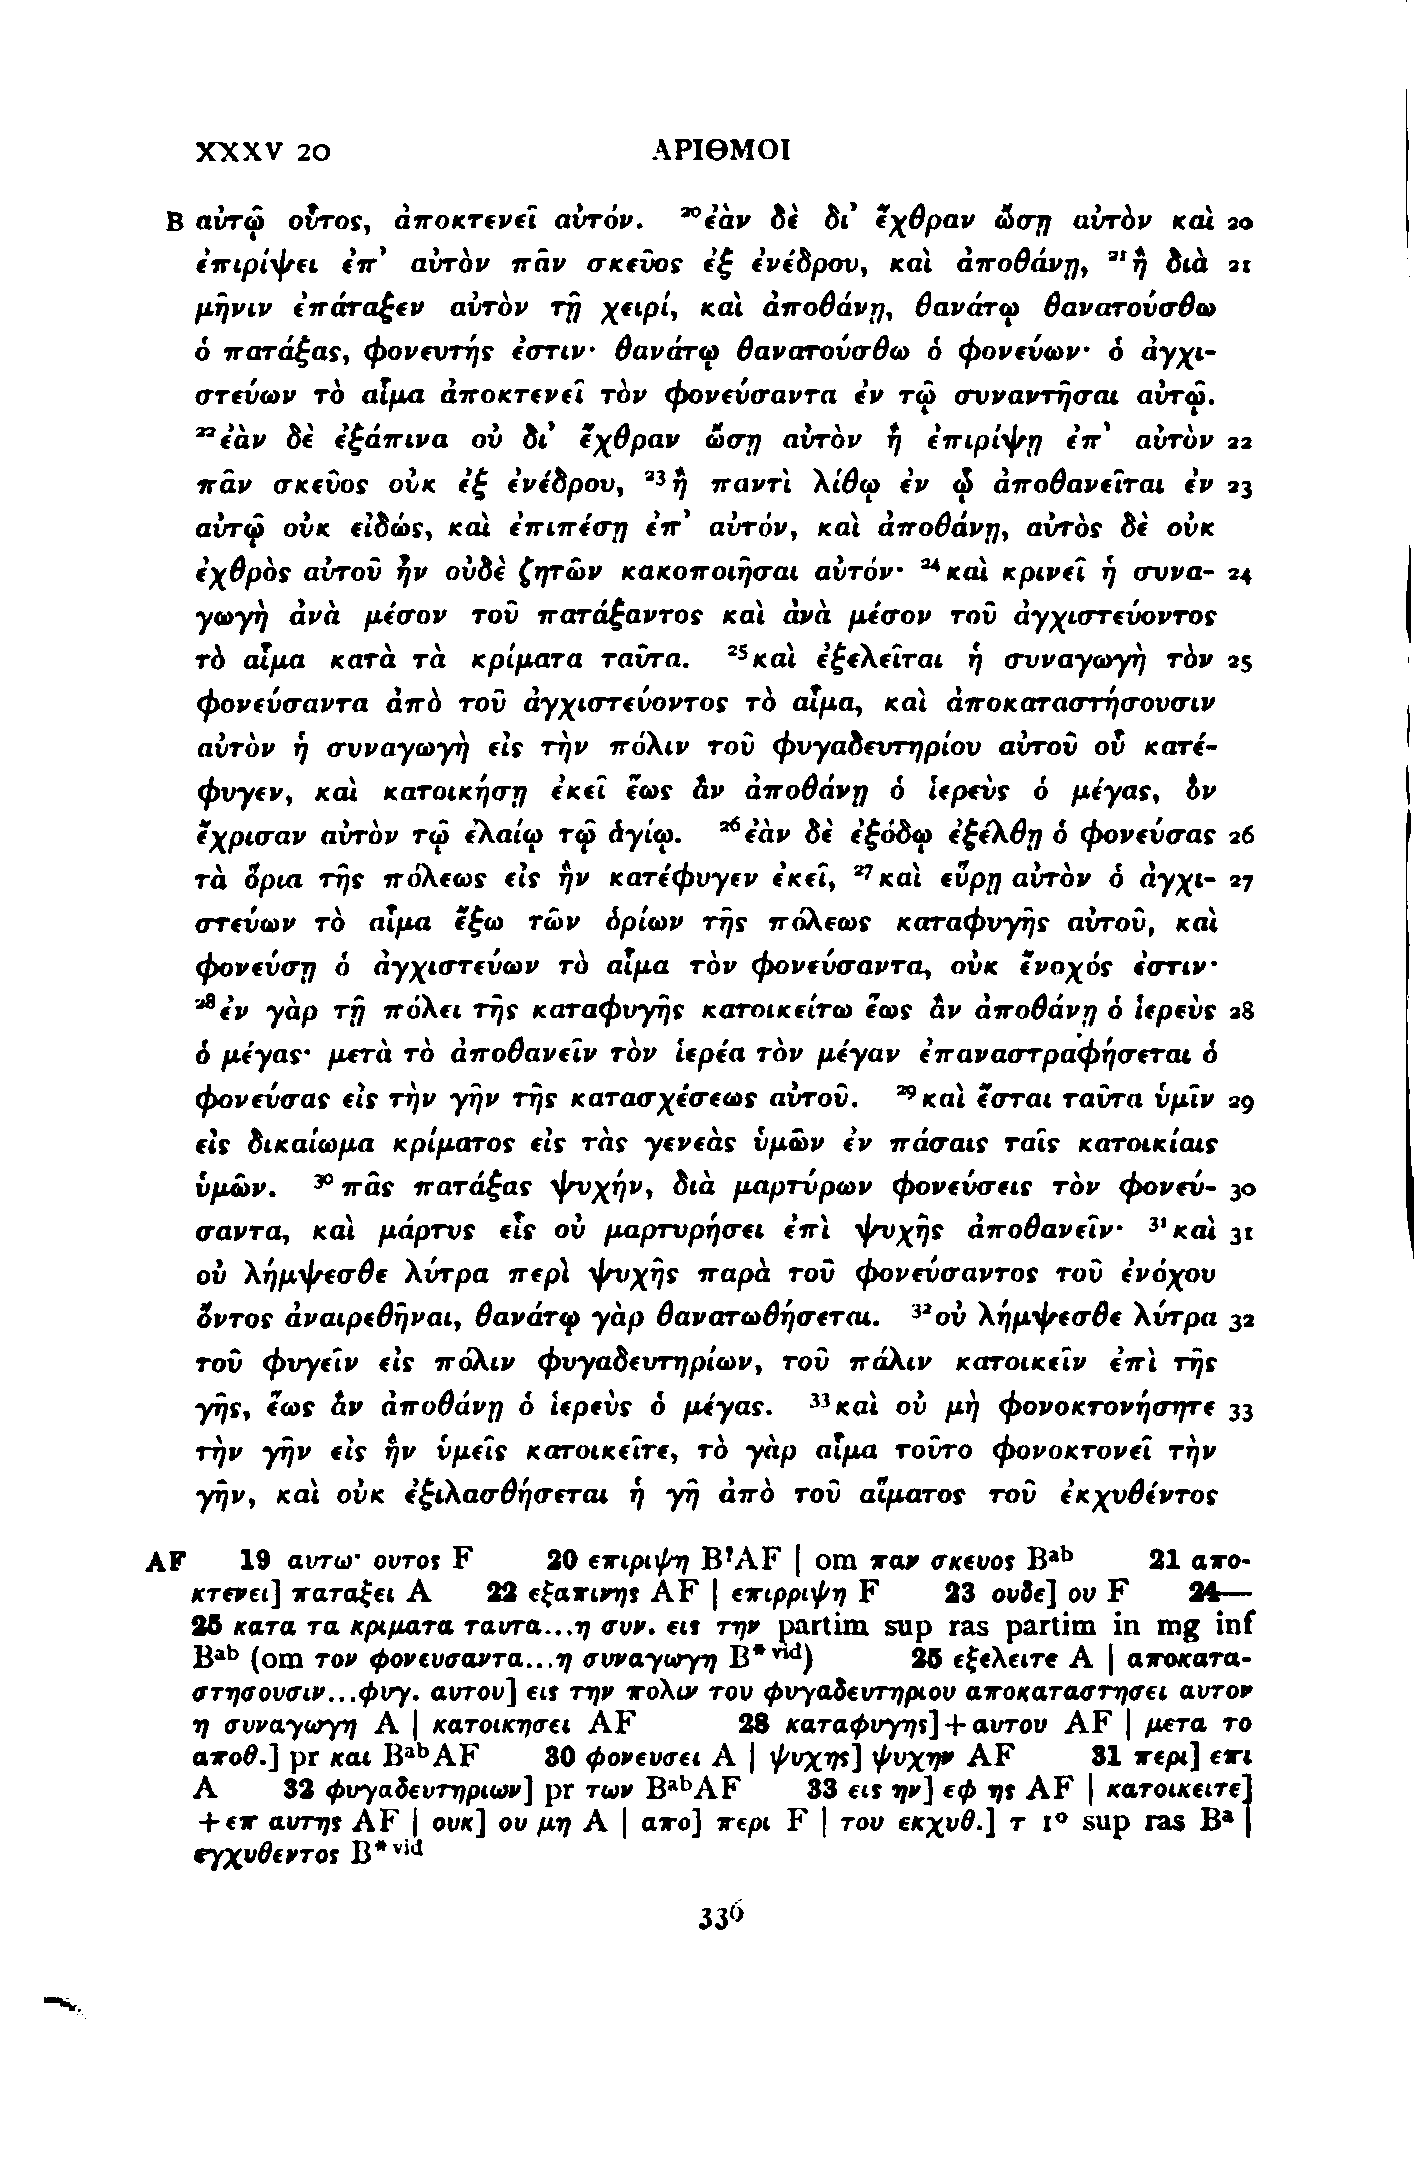 XXXV 20 ΑΡΙΘΜΟΙ
B αὐτῷ οὗτος, ἀποκτενεῖ αὐτόν. ²⁰ἐὰν δὲ δι᾽ ἔχθραν ὤσῃ αὐτὸν καὶ 20
ἐπιρίψει ἐπ᾽ αὐτὸν πᾶν σκεῦος ἐξ ἐνέδρου, καὶ ἀποθάνῃ, ²¹ἢ διὰ 21
μῆνιν ἐπάταξεν αὐτὸν τῇ χειρί, καὶ ἀποθάνῃ, θανάτῳ θανατούσθω
ὁ πατάξας, φονευτής ἐστιν· θανάτῳ θανατούσθω ὁ φονεύων· ὁ ἀγχι-
στεύων τὸ αἷμα ἀποκτενεῖ τὸν φονεύσαντα ἐν τῷ συναντῆσαι αὐτῷ.
²²ἐὰν δὲ ἐξάπινα οὐ δι᾽ ἔχθραν ὤσῃ αὐτὸν ἢ ἐπιρίψῃ ἐπ᾽ αὐτὸν 22
πᾶν σκεῦος οὐκ ἐξ ἐνέδρου, ²³ἢ παντὶ λίθῳ ἐν ᾧ ἀποθανεῖται ἐν 23
αὐτῷ οὐκ εἰδώς, καὶ ἐπιπέσῃ ἐπ᾽ αὐτόν, καὶ ἀποθάνῃ, αὐτὸς δὲ οὐκ
ἐχθρὸς αὐτοῦ ἦν οὐδὲ ζητῶν κακοποιῆσαι αὐτόν· ²⁴καὶ κρινεῖ ἡ συνα- 24
γωγὴ ἀνὰ μέσον τοῦ πατάξαντος καὶ ἀνὰ μέσον τοῦ ἀγχιστεύοντος
τὸ αἷμα κατὰ τὰ κρίματα ταῦτα. ²⁵καὶ ἐξελεῖται ἡ συναγωγὴ τὸν 25
φονεύσαντα ἀπὸ τοῦ ἀγχιστεύοντος τὸ αἷμα, καὶ ἀποκαταστήσουσιν
αὐτὸν ἡ συναγωγὴ εἰς τὴν πόλιν τοῦ φυγαδευτηρίου αὐτοῦ οὗ κατέ-
φυγεν, καὶ κατοικήσῃ ἐκεῖ ἕως ἂν ἀποθάνῃ ὁ ἱερεὺς ὁ μέγας, ὃν
ἔχρισαν αὐτὸν τῷ ἐλαίῳ τῷ ἁγίῳ. ²⁶ἐὰν δὲ ἐξόδῳ ἐξέλθῃ ὁ φονεύσας 26
τὰ ὅρια τῆς πόλεως εἰς ἣν κατέφυγεν ἐκεῖ, ²⁷καὶ εὕρῃ αὐτὸν ὁ ἀγχι- 27
στεύων τὸ αἷμα ἔξω τῶν ὁρίων τῆς πόλεως καταφυγῆς αὐτοῦ, καὶ
φονεύσῃ ὁ ἀγχιστεύων τὸ αἷμα τὸν φονεύσαντα, οὐκ ἔνοχός ἐστιν·
²⁸ἐν γὰρ τῇ πόλει τῆς καταφυγῆς κατοικείτω ἕως ἂν ἀποθάνῃ ὁ ἱερεὺς 28
ὁ μέγας· μετὰ τὸ ἀποθανεῖν τὸν ἱερέα τὸν μέγαν ἐπαναστραφήσεται ὁ
φονεύσας εἰς τὴν γῆν τῆς κατασχέσεως αὐτοῦ. ²⁹καὶ ἔσται ταῦτα ὑμῖν 29
εἰς δικαίωμα κρίματος εἰς τὰς γενεὰς ὑμῶν ἐν πάσαις ταῖς κατοικίαις
ὑμῶν. ³⁰πᾶς πατάξας ψυχήν, διὰ μαρτύρων φονεύσεις τὸν φονεύ- 30
σαντα, καὶ μάρτυς εἷς οὐ μαρτυρήσει ἐπὶ ψυχῆς ἀποθανεῖν· ³¹καὶ 31
οὐ λήμψεσθε λύτρα περὶ ψυχῆς παρὰ τοῦ φονεύσαντος τοῦ ἐνόχου
ὄντος ἀναιρεθῆναι, θανάτῳ γὰρ θανατωθήσεται. ³²οὐ λήμψεσθε λύτρα 32
τοῦ φυγεῖν εἰς πόλιν φυγαδευτηρίων, τοῦ πάλιν κατοικεῖν ἐπὶ τῆς
γῆς, ἕως ἂν ἀποθάνῃ ὁ ἱερεὺς ὁ μέγας. ³³καὶ οὐ μὴ φονοκτονήσητε 33
τὴν γῆν εἰς ἣν ὑμεῖς κατοικεῖτε, τὸ γὰρ αἷμα τοῦτο φονοκτονεῖ τὴν
γῆν, καὶ οὐκ ἐξιλασθήσεται ἡ γῆ ἀπὸ τοῦ αἵματος τοῦ ἐκχυθέντος
AF 19 αυτω· ουτος F 20 επιριψη B?AF | om παν σκευος Bᵃᵇ 21 απο-
κτενει] παταξει A 22 εξαπινης AF | επιρριψη F 23 ουδε] ου F 24—
25 κατα τα κριματα ταυτα...η συν. εις την partim sup ras partim in mg inf
Bᵃᵇ (om τον φονευσαντα...η συναγωγη B* ᵛⁱᵈ) 25 εξελειτε A | αποκατα-
στησουσιν...φυγ. αυτου] εις την πολιν του φυγαδευτηριου αποκαταστησει αυτον
η συναγωγη A | κατοικησει AF 28 καταφυγης]+αυτου AF | μετα το
αποθ.] pr και BᵃᵇAF 30 φονευσει A | ψυχης] ψυχην AF 31 περι] επι
A 32 φυγαδευτηριων] pr των BᵃᵇAF 33 εις ην] εφ ης AF | κατοικειτε]
+επ αυτης AF | ουκ] ου μη A | απο] περι F | του εκχυθ.] τ 1° sup ras Bᵃ |
εγχυθεντος B* ᵛⁱᵈ
336